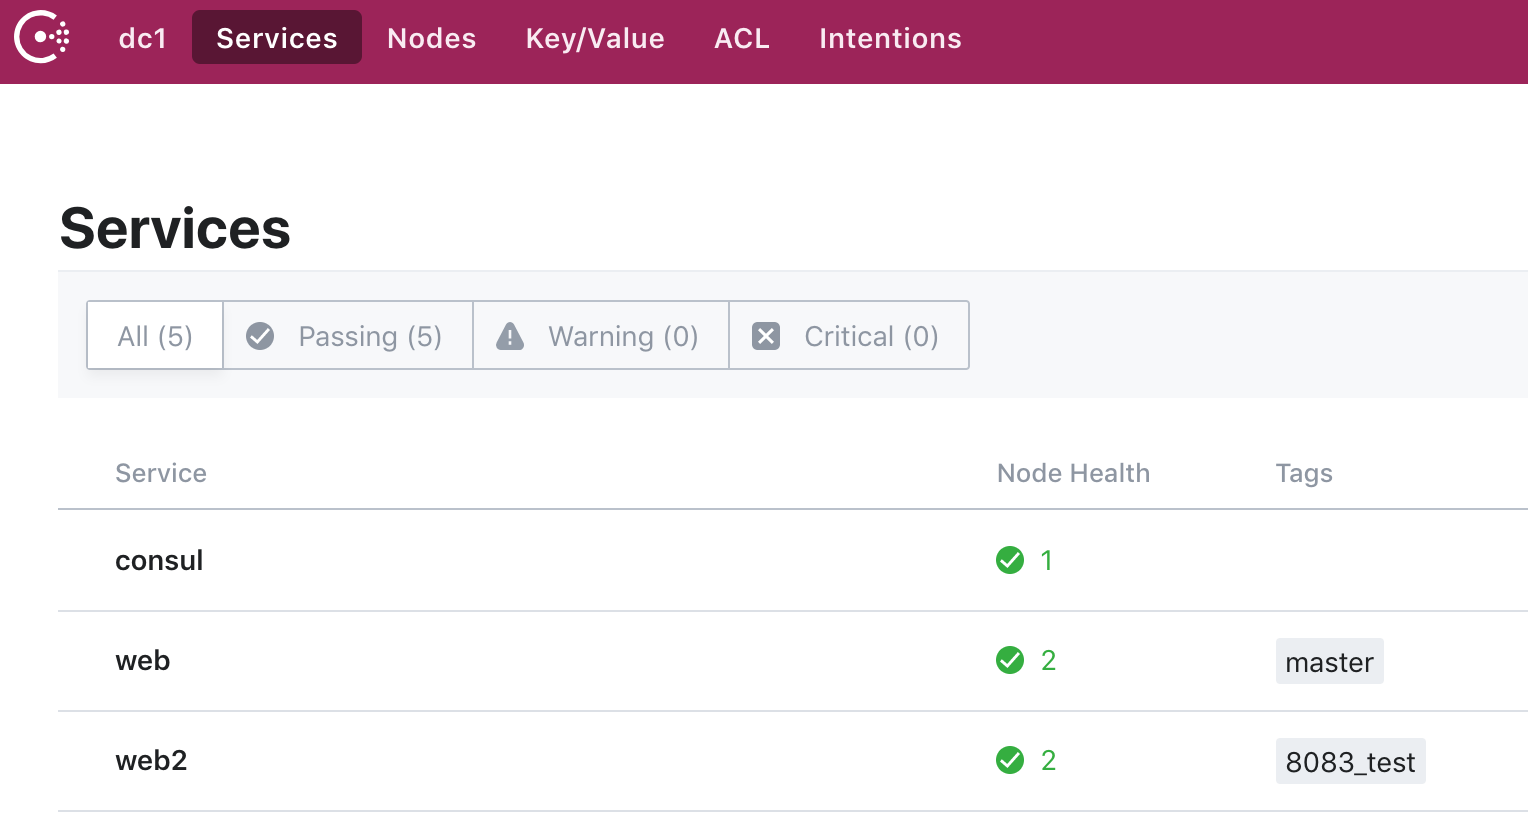 dc1 Services Nodes Key/Value ACL Intentions
Services
All (5) Passing (5) Warning (0) Critical (0)
Service Node Health Tags
consul 1
web 2 master
web2 2 8083_test